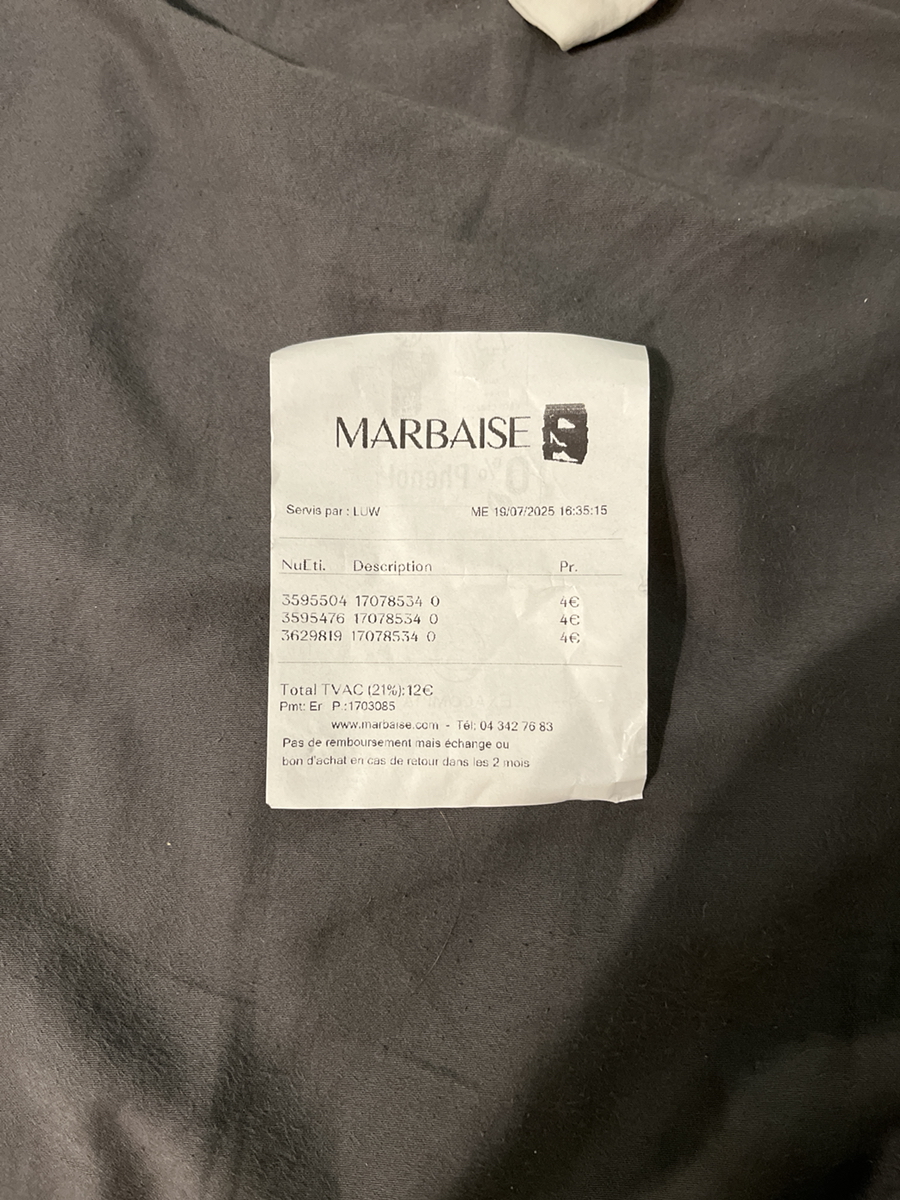 MARBAISE
Servis par : LUW ME 19/07/2025 16:35:15
NuEti. Description Pr.
3595504 17078534 0 4€
3595476 17078534 0 4€
3629819 17078534 0 4€
Total TVAC (21%):12€
Pmt: Er P :1703085
www.marbaise.com - Tél: 04 342 76 83
Pas de remboursement mais échange ou
bon d'achat en cas de retour dans les 2 mois